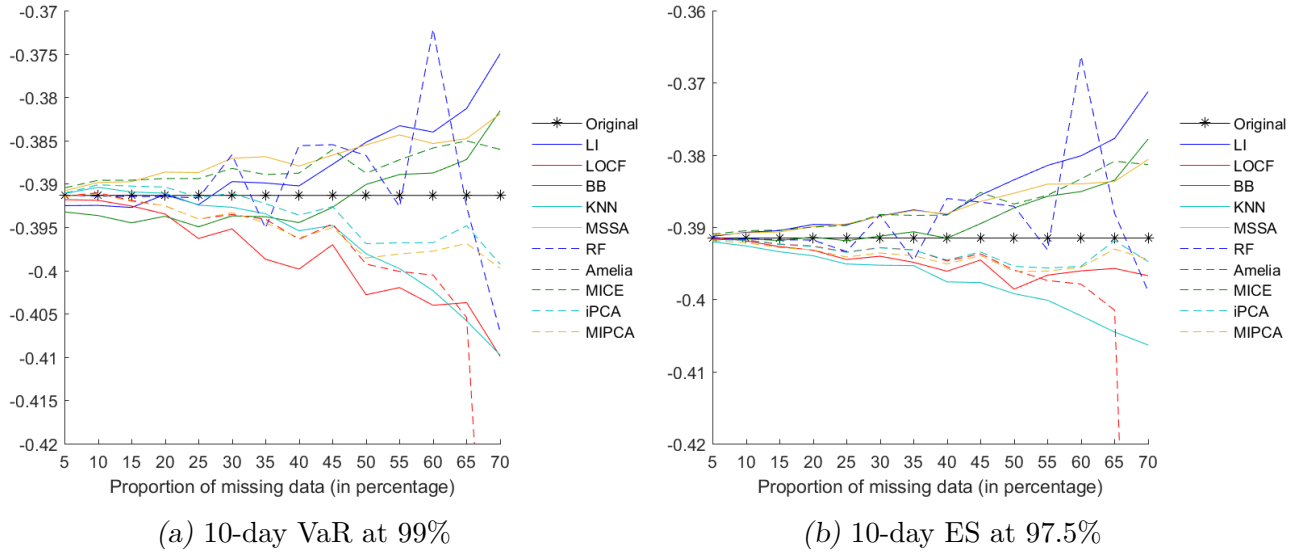 -0.37
-0.375
-0.38
-0.385
-0.39
-0.395
-0.4
-0.405
-0.41
-0.415
-0.42
5 10 15 20 25 30 35 40 45 50 55 60 65 70
Proportion of missing data (in percentage)
Original
LI
LOCF
BB
KNN
MSSA
RF
Amelia
MICE
iPCA
MIPCA
(a) 10-day VaR at 99%
-0.36
-0.37
-0.38
-0.39
-0.4
-0.41
-0.42
5 10 15 20 25 30 35 40 45 50 55 60 65 70
Proportion of missing data (in percentage)
Original
LI
LOCF
BB
KNN
MSSA
RF
Amelia
MICE
iPCA
MIPCA
(b) 10-day ES at 97.5%